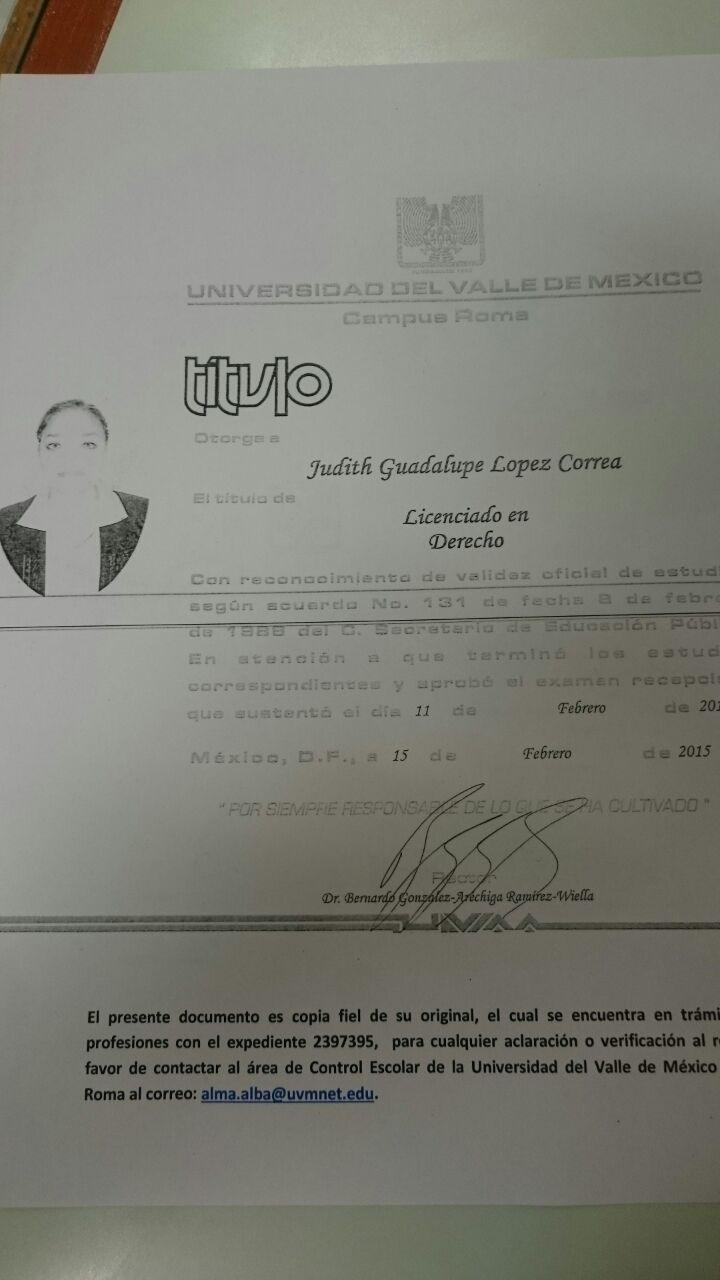 UNIVERSIDAD DEL VALLE DE MEXICO
Campus Roma
título
Otorga a
Judith Guadalupe Lopez Correa
El título de
Licenciado en
Derecho
Con reconocimiento de validez oficial de estud
según acuerdo No. 131 de fecha 8 de febre
del C. Secretario de Educación Públi
En atención a que terminó los estud
correspondientes y aprobó el examen recepci
que sustentó el día 11 de Febrero de 201
México, D.F., a 15 de Febrero de 2015
" POR SIEMPRE RESPONSABLE DE LO QUE SE HA CULTIVADO "
Rector
Dr. Bernardo González-Aréchiga Ramírez-Wiella
UVM
El presente documento es copia fiel de su original, el cual se encuentra en trámi
profesiones con el expediente 2397395, para cualquier aclaración o verificación al r
favor de contactar al área de Control Escolar de la Universidad del Valle de México
Roma al correo: alma.alba@uvmnet.edu.